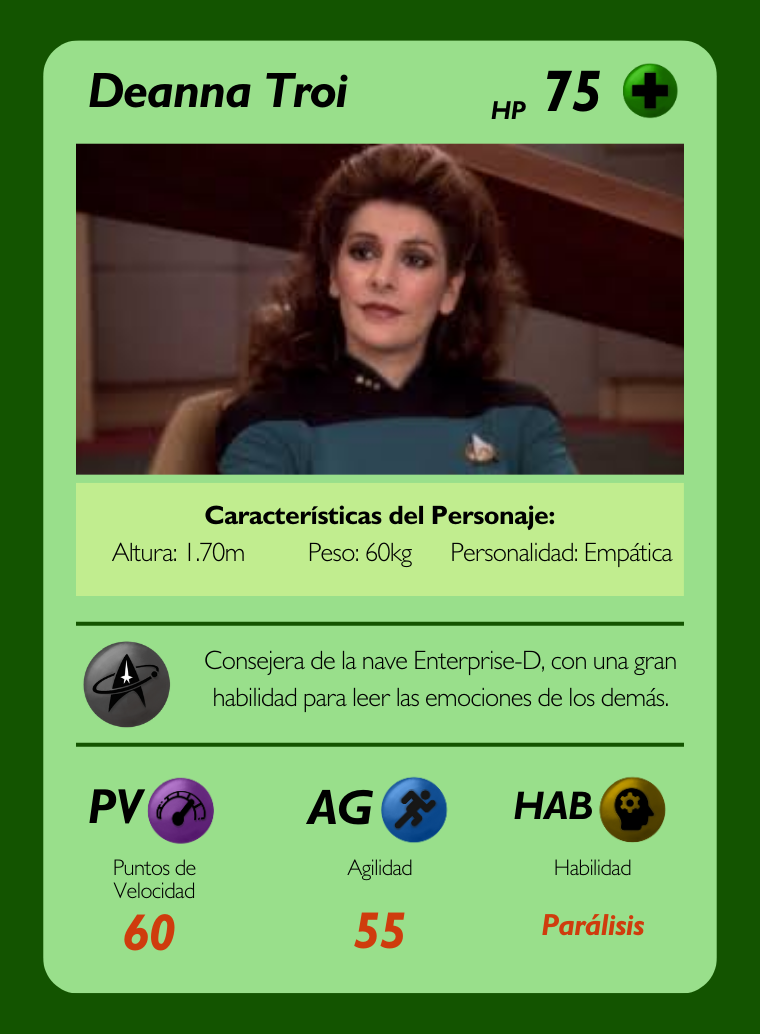 Deanna Troi HP 75
Características del Personaje:
Altura: 1.70m Peso: 60kg Personalidad: Empática
Consejera de la nave Enterprise-D, con una gran
habilidad para leer las emociones de los demás.
PV AG HAB
Puntos de Agilidad Habilidad
Velocidad
60 55 Parálisis